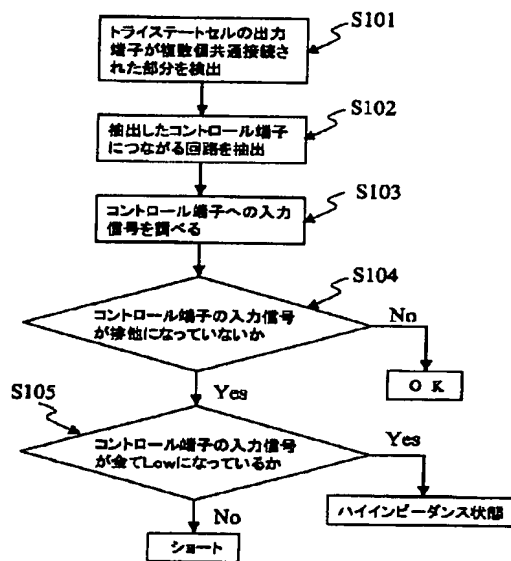 S101
トライステートセルの出力
端子が複数個共通接続され
た部分を検出
S102
抽出したコントロール端子
につながる回路を抽出
S103
コントロール端子への入力
信号を調べる
S104
コントロール端子の入力信号
が排他になっていないか
No
O K
Yes
S105
コントロール端子の入力信号
が全てLowになっているか
Yes
ハイインピーダンス状態
No
ショート